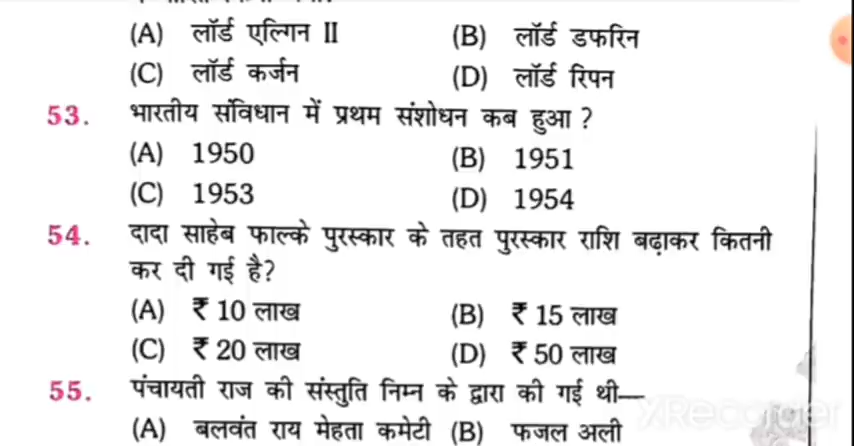 (A) लॉर्ड एल्गिन II (B) लॉर्ड डफरिन
(C) लॉर्ड कर्जन (D) लॉर्ड रिपन
53. भारतीय संविधान में प्रथम संशोधन कब हुआ ?
(A) 1950 (B) 1951
(C) 1953 (D) 1954
54. दादा साहेब फाल्के पुरस्कार के तहत पुरस्कार राशि बढ़ाकर कितनी
कर दी गई है?
(A) ₹ 10 लाख (B) ₹ 15 लाख
(C) ₹ 20 लाख (D) ₹ 50 लाख
55. पंचायती राज की संस्तुति निम्न के द्वारा की गई थी—
(A) बलवंत राय मेहता कमेटी (B) फजल अली
XRecorder